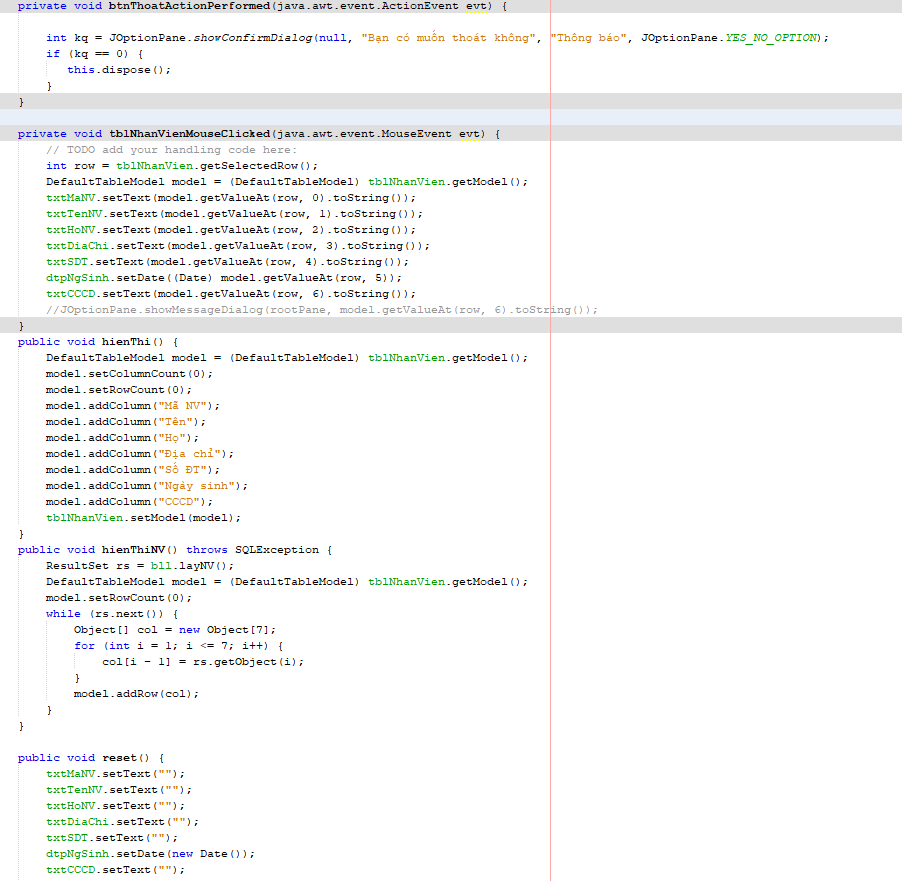 private void btnThoatActionPerformed(java.awt.event.ActionEvent evt) {
int kq = JOptionPane.showConfirmDialog(null, "Bạn có muốn thoát không", "Thông báo", JOptionPane.YES_NO_OPTION);
if (kq == 0) {
this.dispose();
}
}
private void tblNhanVienMouseClicked(java.awt.event.MouseEvent evt) {
// TODO add your handling code here:
int row = tblNhanVien.getSelectedRow();
DefaultTableModel model = (DefaultTableModel) tblNhanVien.getModel();
txtMaNV.setText(model.getValueAt(row, 0).toString());
txtTenNV.setText(model.getValueAt(row, 1).toString());
txtHoNV.setText(model.getValueAt(row, 2).toString());
txtDiaChi.setText(model.getValueAt(row, 3).toString());
txtSDT.setText(model.getValueAt(row, 4).toString());
dtpNgSinh.setDate((Date) model.getValueAt(row, 5));
txtCCCD.setText(model.getValueAt(row, 6).toString());
//JOptionPane.showMessageDialog(rootPane, model.getValueAt(row, 6).toString());
}
public void hienThi() {
DefaultTableModel model = (DefaultTableModel) tblNhanVien.getModel();
model.setColumnCount(0);
model.setRowCount(0);
model.addColumn("Mã NV");
model.addColumn("Tên");
model.addColumn("Họ");
model.addColumn("Địa chỉ");
model.addColumn("Số ĐT");
model.addColumn("Ngày sinh");
model.addColumn("CCCD");
tblNhanVien.setModel(model);
}
public void hienThiNV() throws SQLException {
ResultSet rs = bll.layNV();
DefaultTableModel model = (DefaultTableModel) tblNhanVien.getModel();
model.setRowCount(0);
while (rs.next()) {
Object[] col = new Object[7];
for (int i = 1; i <= 7; i++) {
col[i - 1] = rs.getObject(i);
}
model.addRow(col);
}
}
public void reset() {
txtMaNV.setText("");
txtTenNV.setText("");
txtHoNV.setText("");
txtDiaChi.setText("");
txtSDT.setText("");
dtpNgSinh.setDate(new Date());
txtCCCD.setText("");